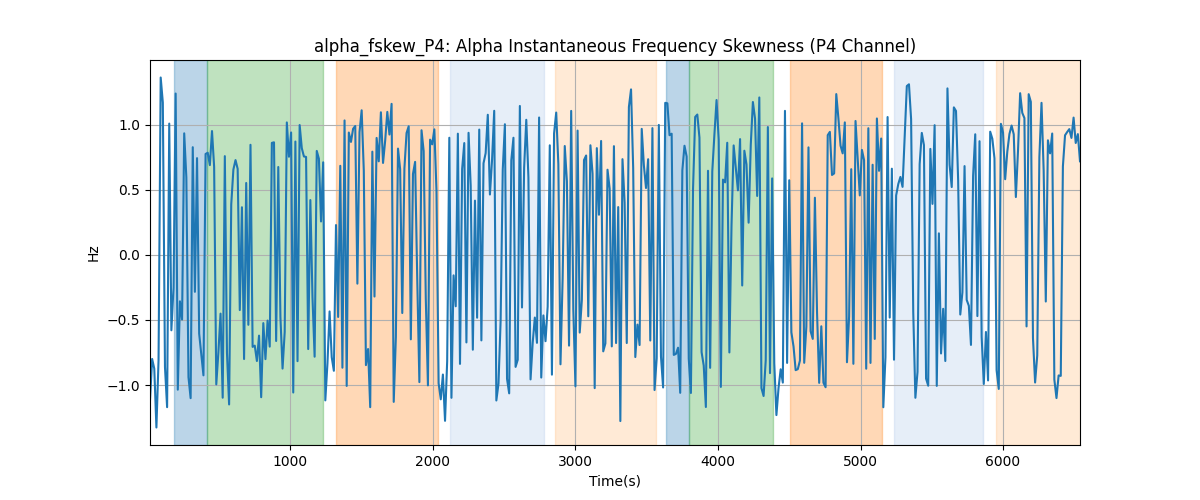 alpha_fskew_P4: Alpha Instantaneous Frequency Skewness (P4 Channel)
1.0
0.5
0.0
−0.5
−1.0
Hz
1000 2000 3000 4000 5000 6000
Time(s)